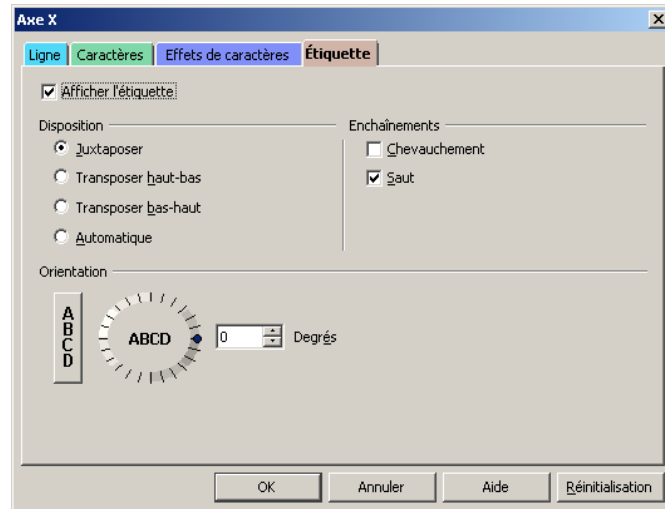 Axe X
Ligne Caractères Effets de caractères Étiquette
Afficher l'étiquette
Disposition Enchaînements
Juxtaposer Chevauchement
Transposer haut-bas Saut
Transposer bas-haut
Automatique
Orientation
A
B
C
D
ABCD 0 Degrés
OK Annuler Aide Réinitialisation